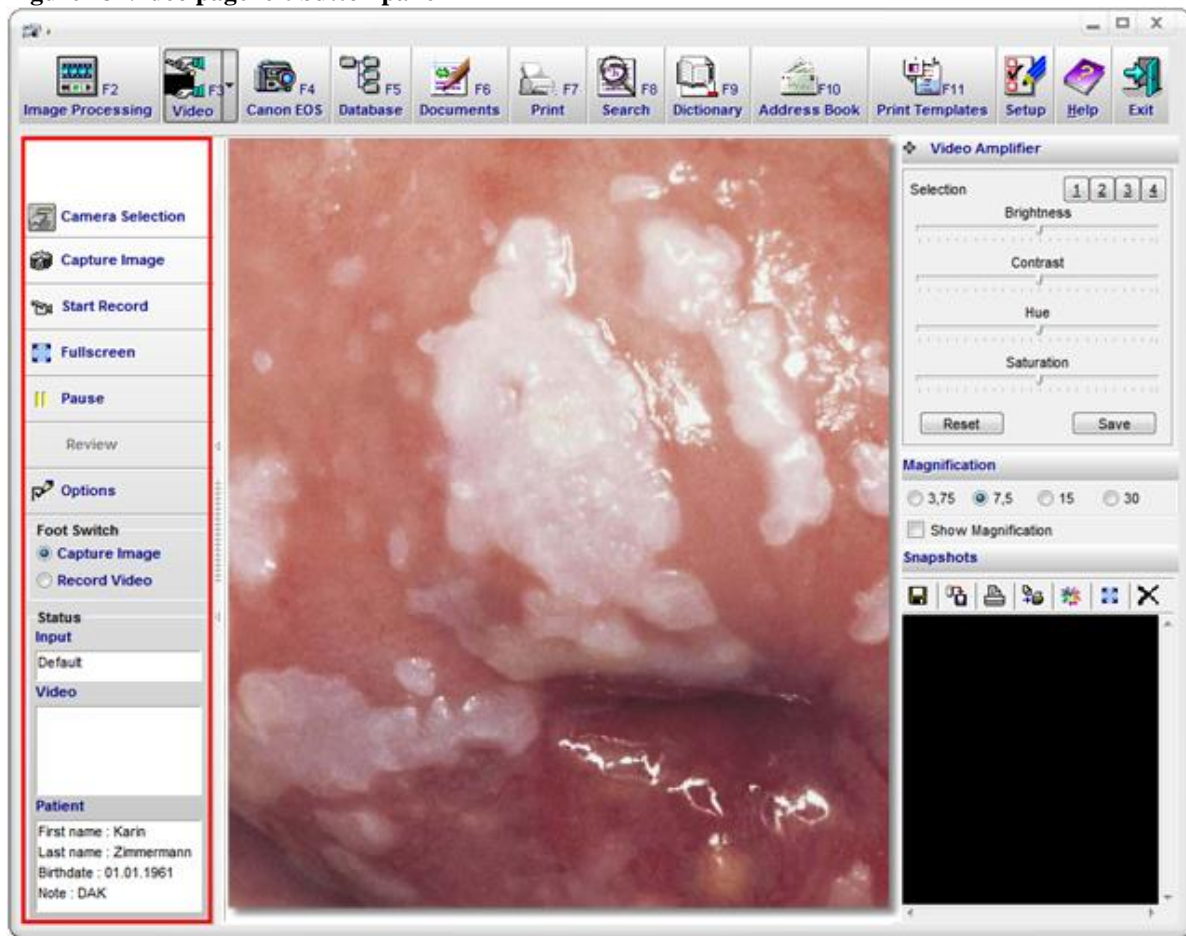 F2
Image Processing
F3
Video
F4
Canon EOS
F5
Database
F6
Documents
F7
Print
F8
Search
F9
Dictionary
F10
Address Book
F11
Print Templates
Setup
Help
Exit
Camera Selection
Capture Image
Start Record
Fullscreen
Pause
Review
Options
Foot Switch
Capture Image
Record Video
Status
Input
Default
Video
Patient
First name : Karin
Last name : Zimmermann
Birthdate : 01.01.1961
Note : DAK
Video Amplifier
Selection 1 2 3 4
Brightness
Contrast
Hue
Saturation
Reset Save
Magnification
3,75 7,5 15 30
Show Magnification
Snapshots